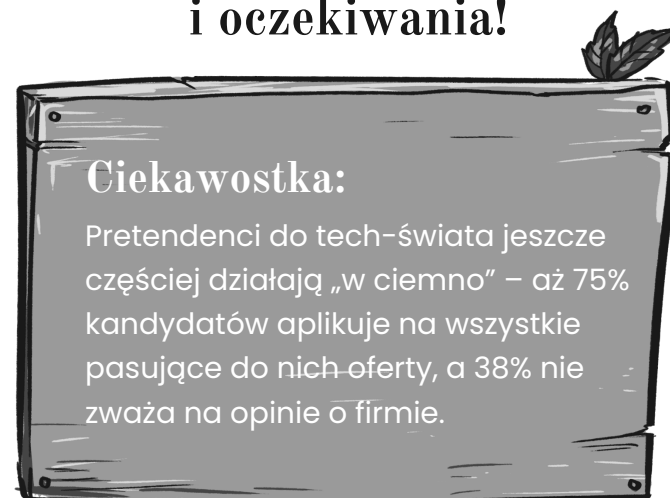 i oczekiwania!
Ciekawostka:
Pretendenci do tech-świata jeszcze
częściej działają „w ciemno” – aż 75%
kandydatów aplikuje na wszystkie
pasujące do nich oferty, a 38% nie
zważa na opinie o firmie.